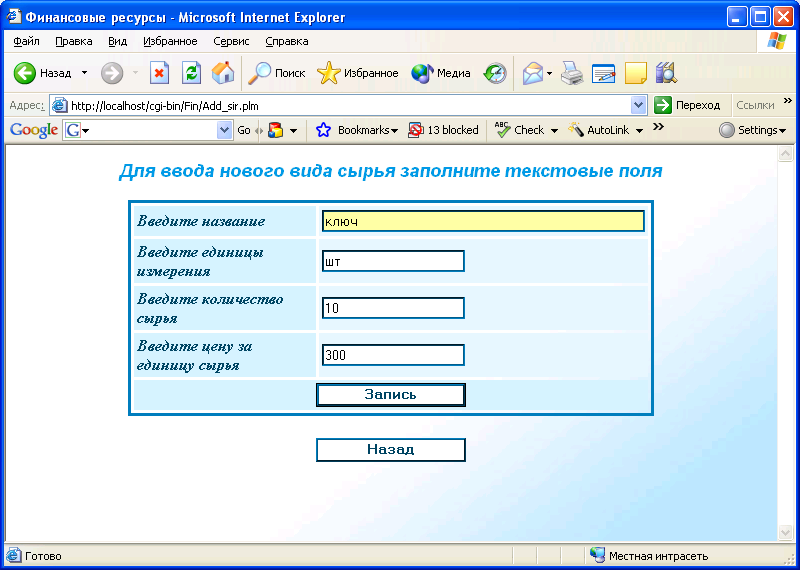 Финансовые ресурсы - Microsoft Internet Explorer
Файл Правка Вид Избранное Сервис Справка
Назад Поиск Избранное Медиа
Адрес: http://localhost/cgi-bin/Fin/Add_sir.plm Переход Ссылки »
Google G Go Bookmarks 13 blocked ABC Check AutoLink » Settings
Для ввода нового вида сырья заполните текстовые поля
Введите название ключ
Введите единицы
измерения шт
Введите количество
сырья 10
Введите цену за
единицу сырья 300
Запись
Назад
Готово Местная интрасеть